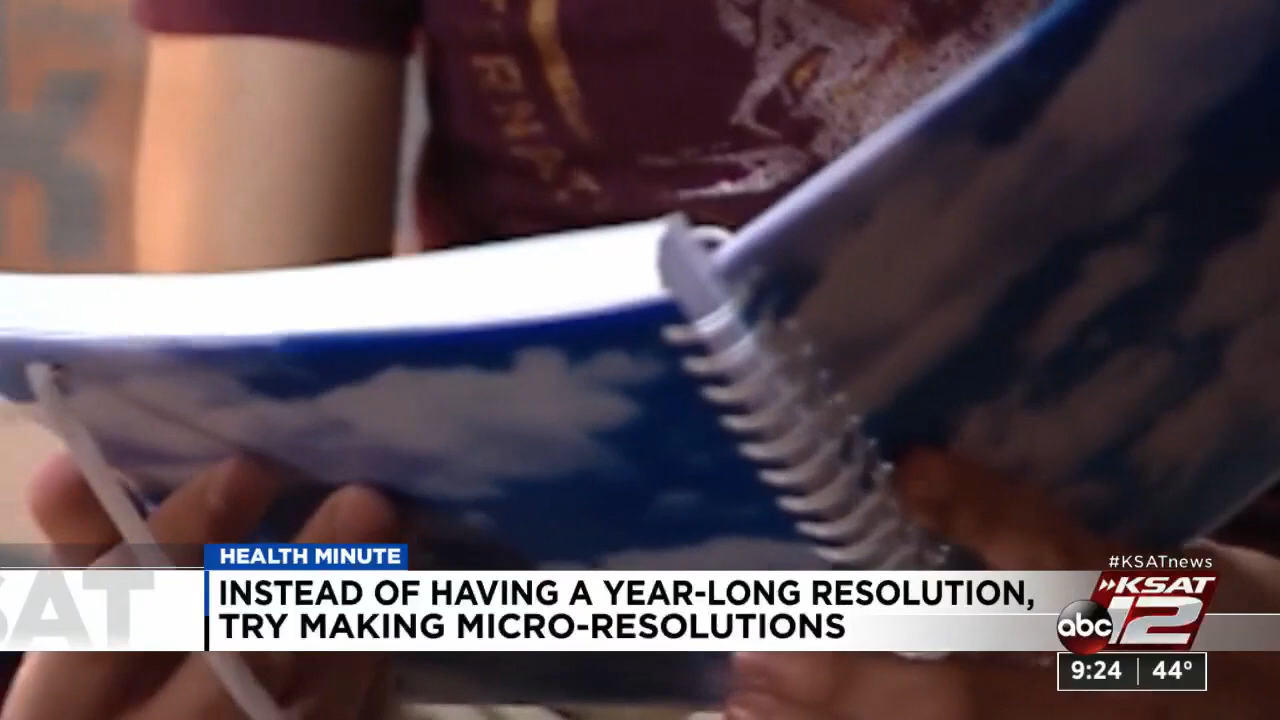 HEALTH MINUTE
INSTEAD OF HAVING A YEAR-LONG RESOLUTION,
TRY MAKING MICRO-RESOLUTIONS
#KSATnews
KSAT
abc 12
9:24 44°
SAT